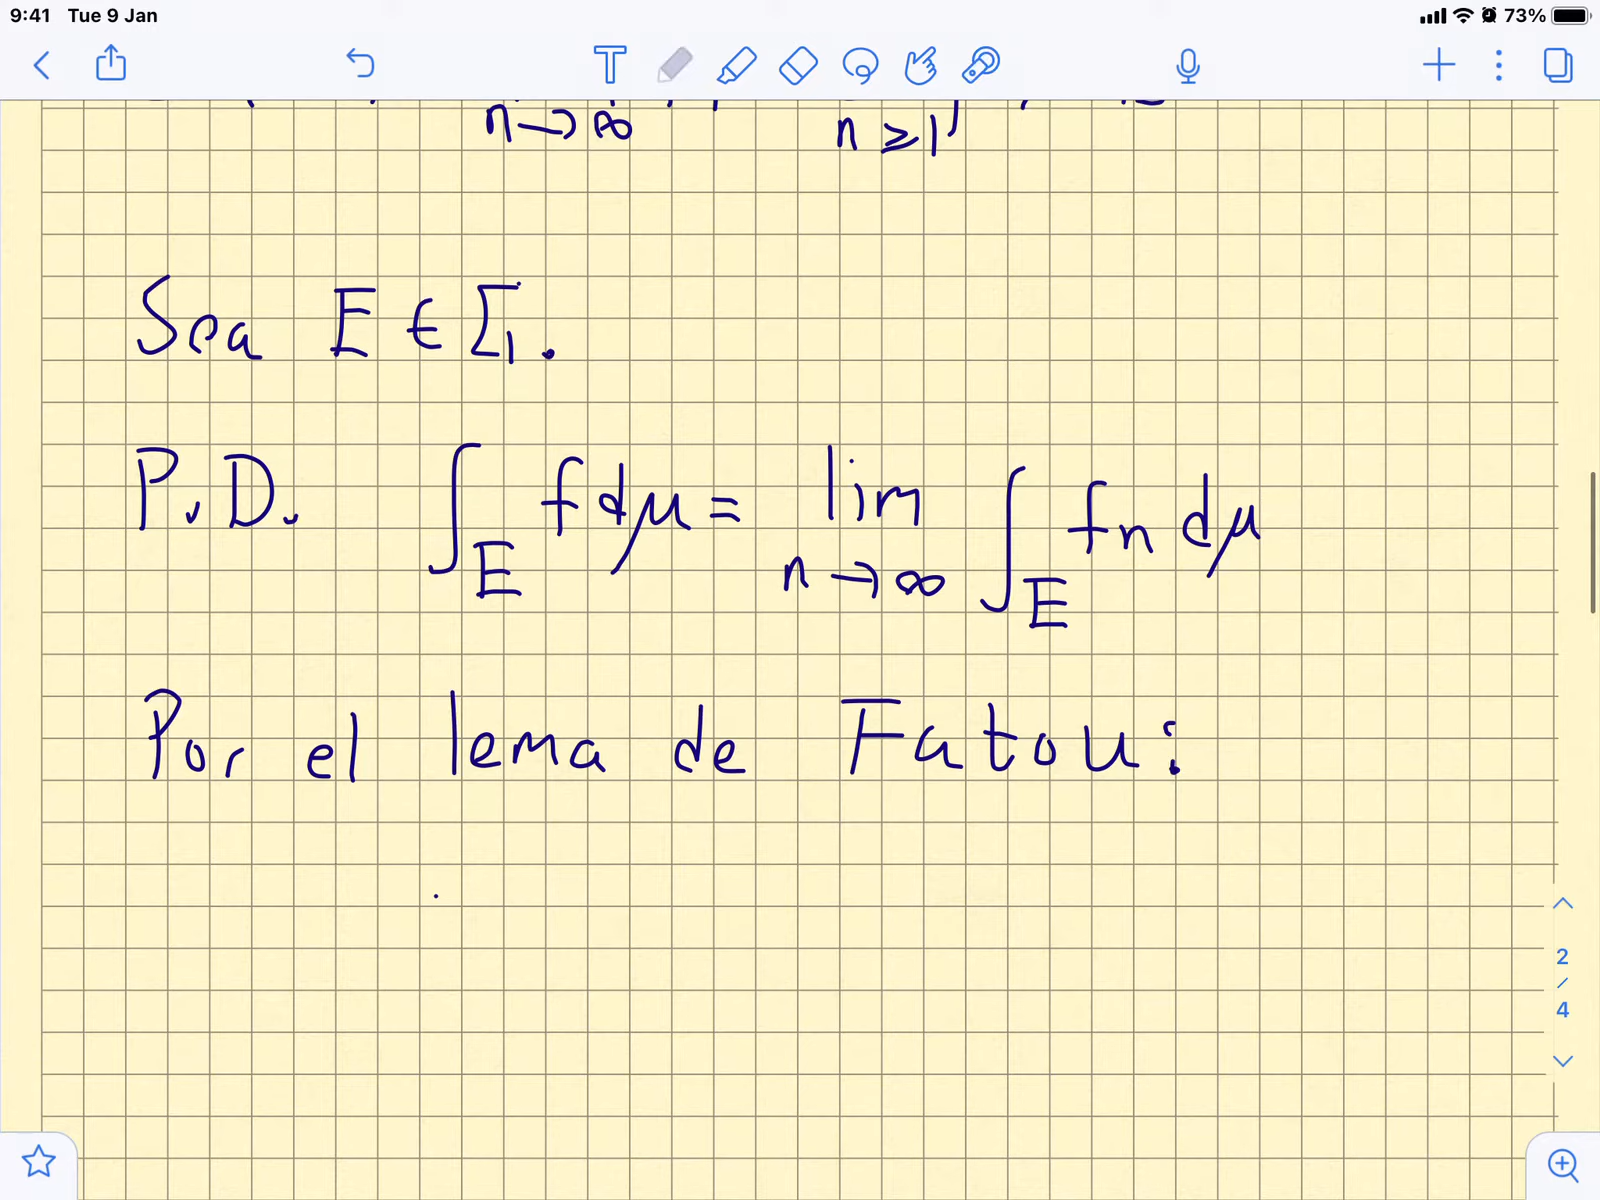 9:41 Tue 9 Jan 73%
n → ∞ n ≥ 1
Sea E ∈ Σ.
P.D. ∫_E f dμ = lim_{n → ∞} ∫_E fn dμ
Por el lema de Fatou:
2
/
4